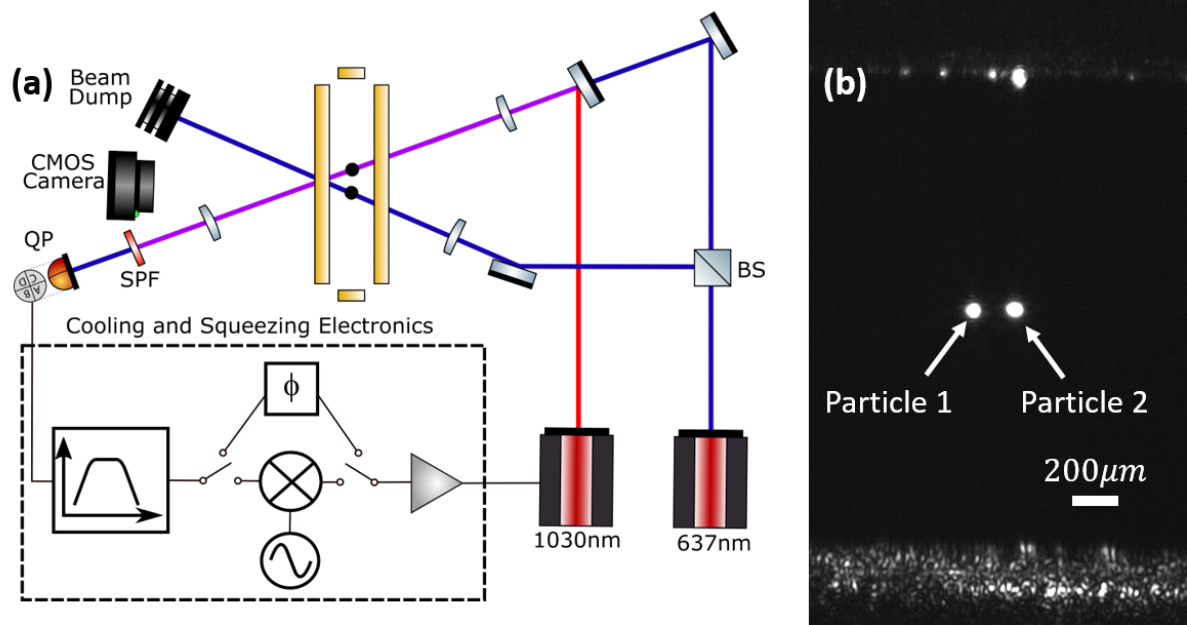 (a)
Beam
Dump
CMOS
Camera
QP
A B
C D
SPF
BS
Cooling and Squeezing Electronics
ϕ
1030nm
637nm
(b)
Particle 1
Particle 2
200μm